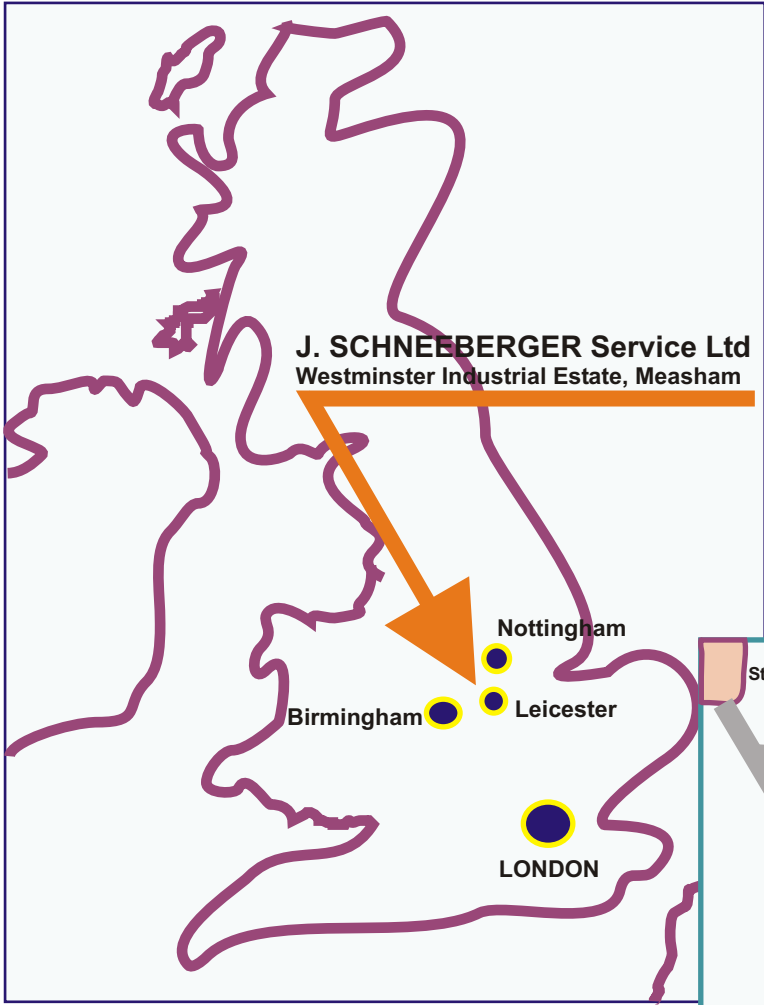 J. SCHNEEBERGER Service Ltd
Westminster Industrial Estate, Measham
Nottingham
Leicester
Birmingham
LONDON